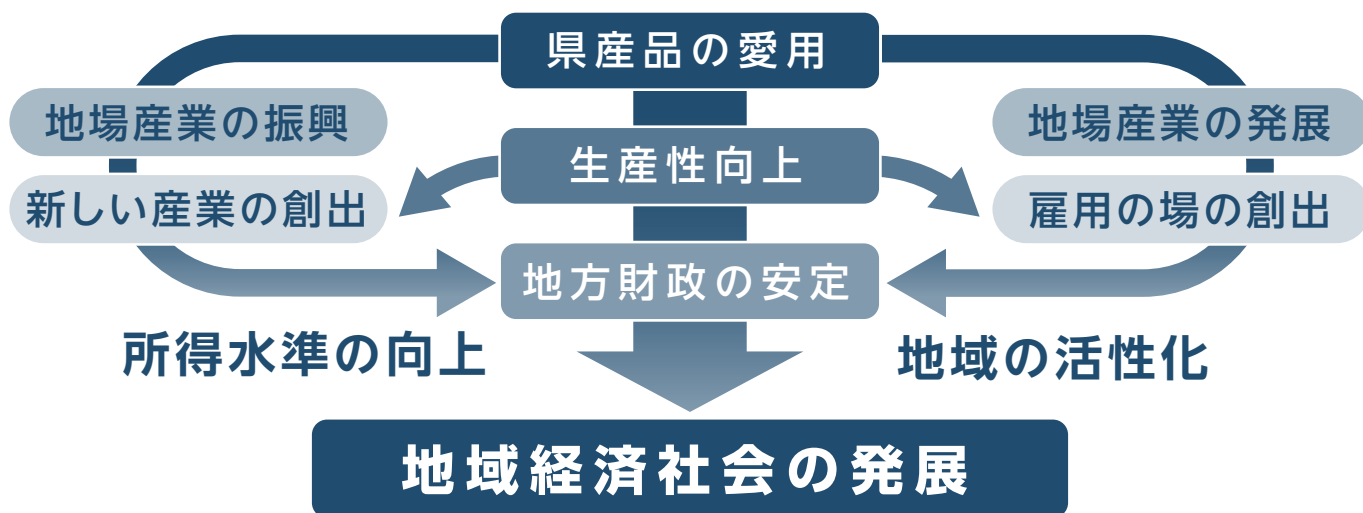 県産品の愛用
地場産業の振興
地場産業の発展
生産性向上
新しい産業の創出
雇用の場の創出
地方財政の安定
所得水準の向上
地域の活性化
地域経済社会の発展